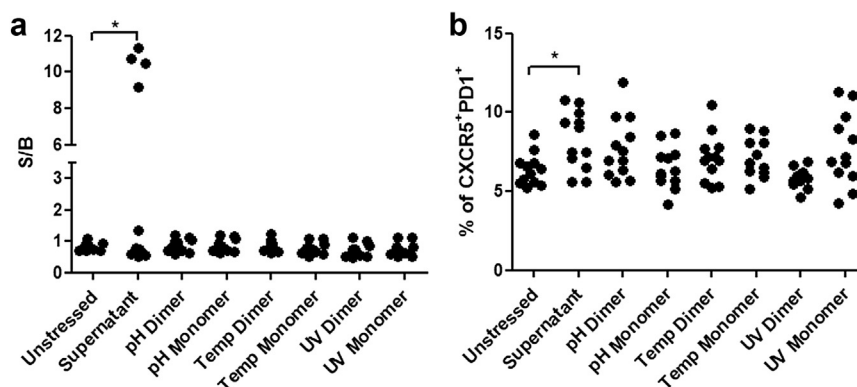 a
*
S/B
12
10
8
6
3
2
1
0
Unstressed
Supernatant
pH Dimer
pH Monomer
Temp Dimer
Temp Monomer
UV Dimer
UV Monomer
b
*
% of CXCR5+PD1+
15
10
5
0
Unstressed
Supernatant
pH Dimer
pH Monomer
Temp Dimer
Temp Monomer
UV Dimer
UV Monomer